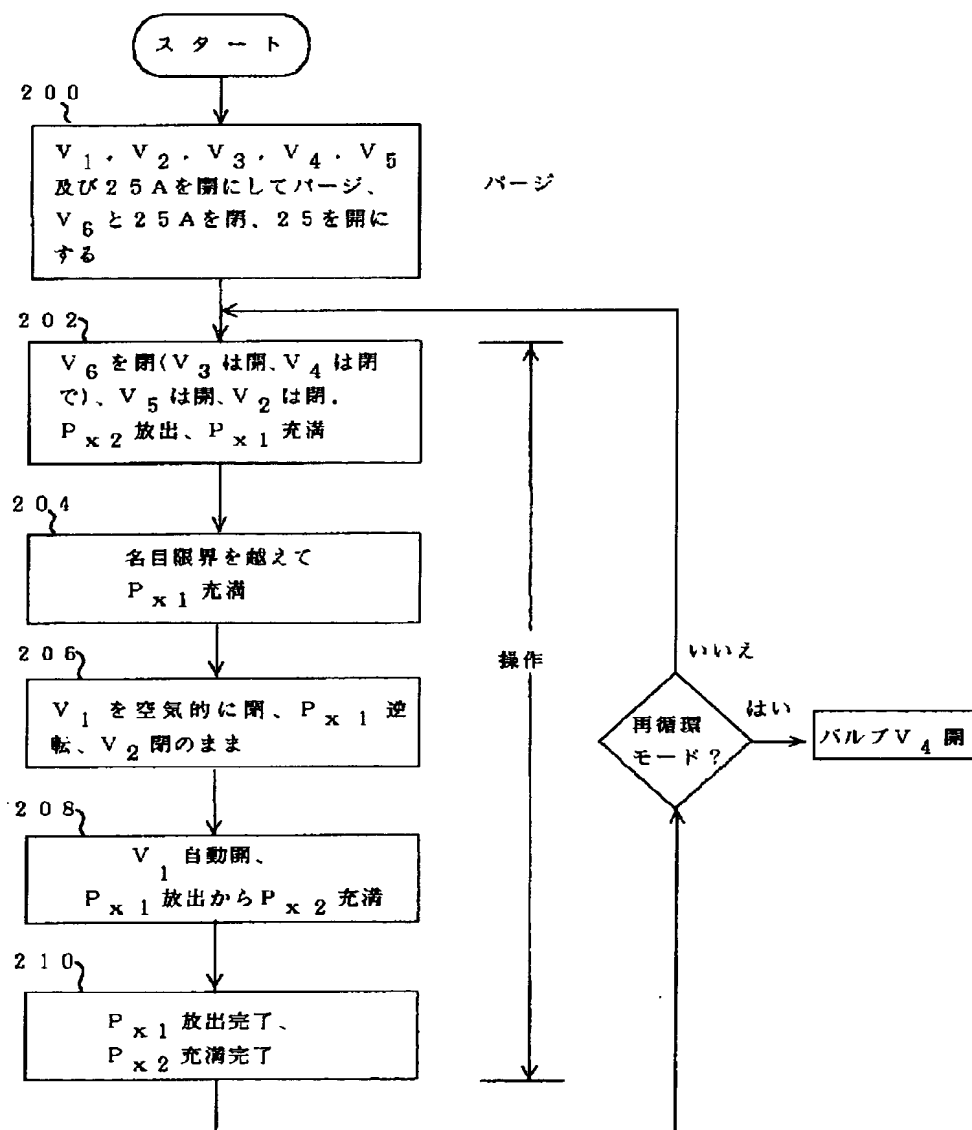 スタート
200
V1, V2, V3, V4, V5
及び25Aを開にしてパージ、
V6と25Aを閉、25を開に
する
パージ
202
V6を閉(V3は開、V4は閉
で)、V5は開、V2は閉.
Px2放出、Px1充満
204
名目限界を越えて
Px1充満
206
V1を空気的に閉、Px1逆
転、V2閉のまま
208
V1自動開、
Px1放出からPx2充満
210
Px1放出完了、
Px2充満完了
操作
いいえ
再循環
モード?
はい
バルブV4開